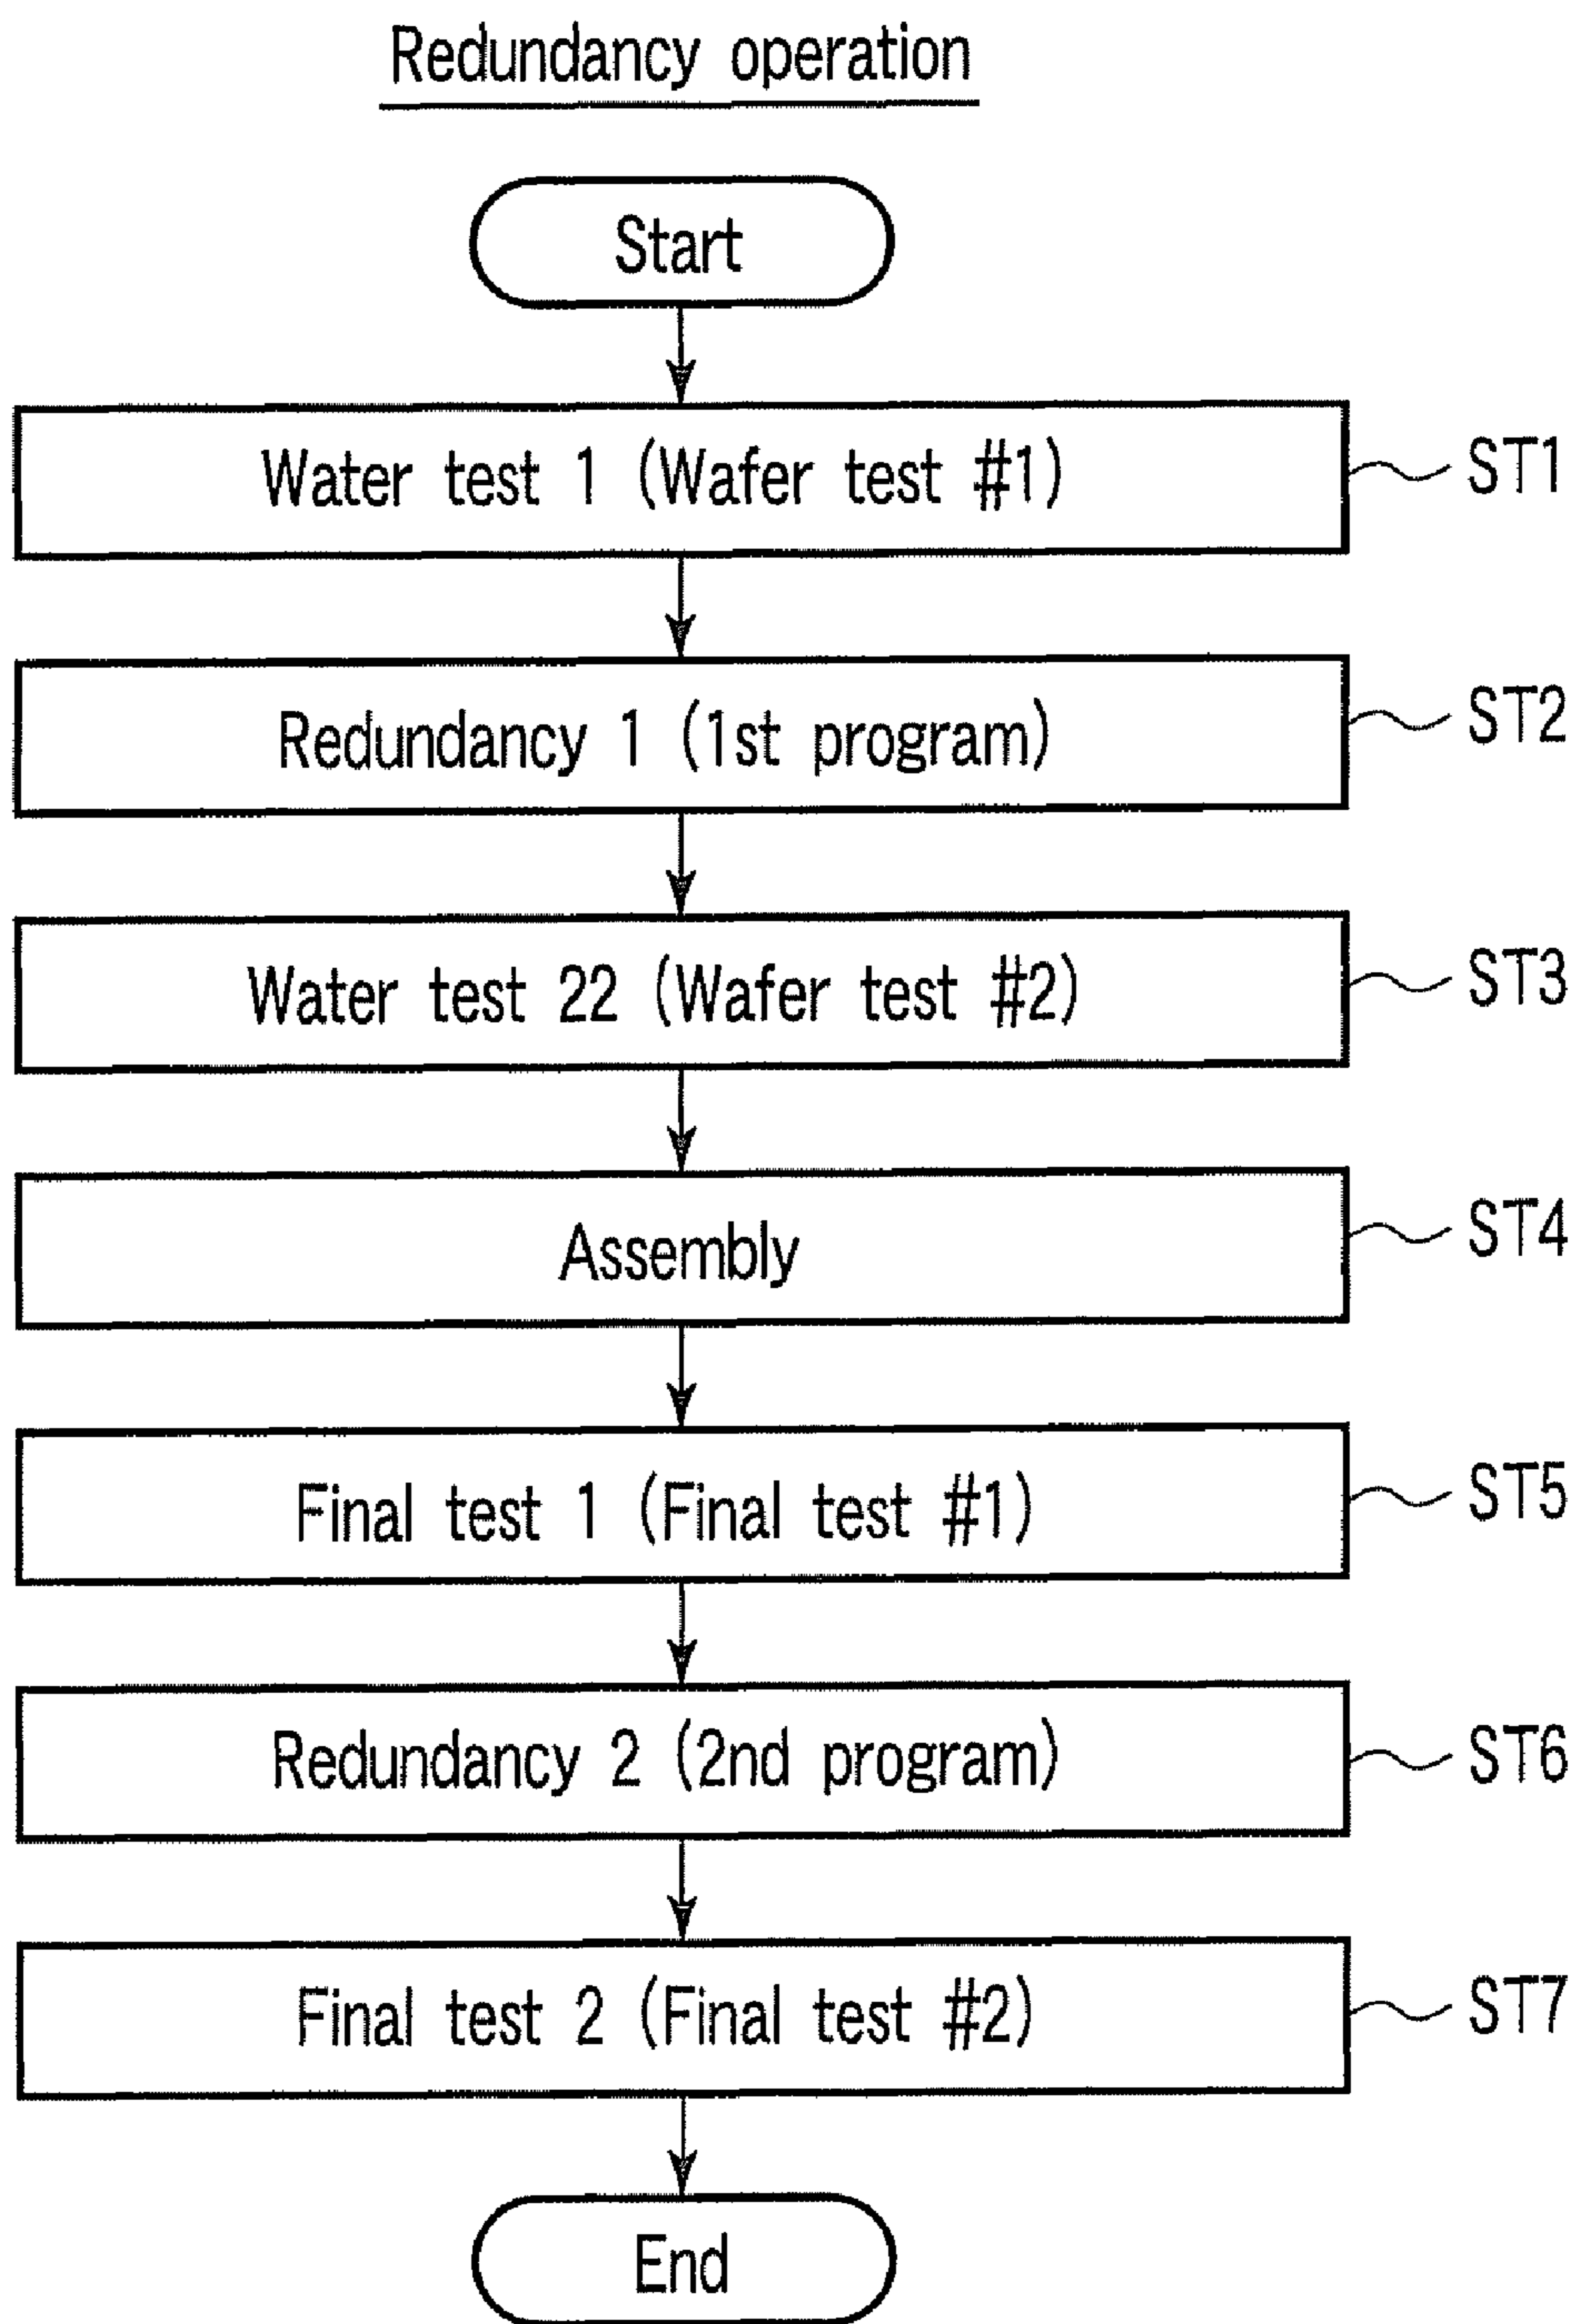 Redundancy operation
Start
Water test 1 (Wafer test #1)
ST1
Redundancy 1 (1st program)
ST2
Water test 22 (Wafer test #2)
ST3
Assembly
ST4
Final test 1 (Final test #1)
ST5
Redundancy 2 (2nd program)
ST6
Final test 2 (Final test #2)
ST7
End